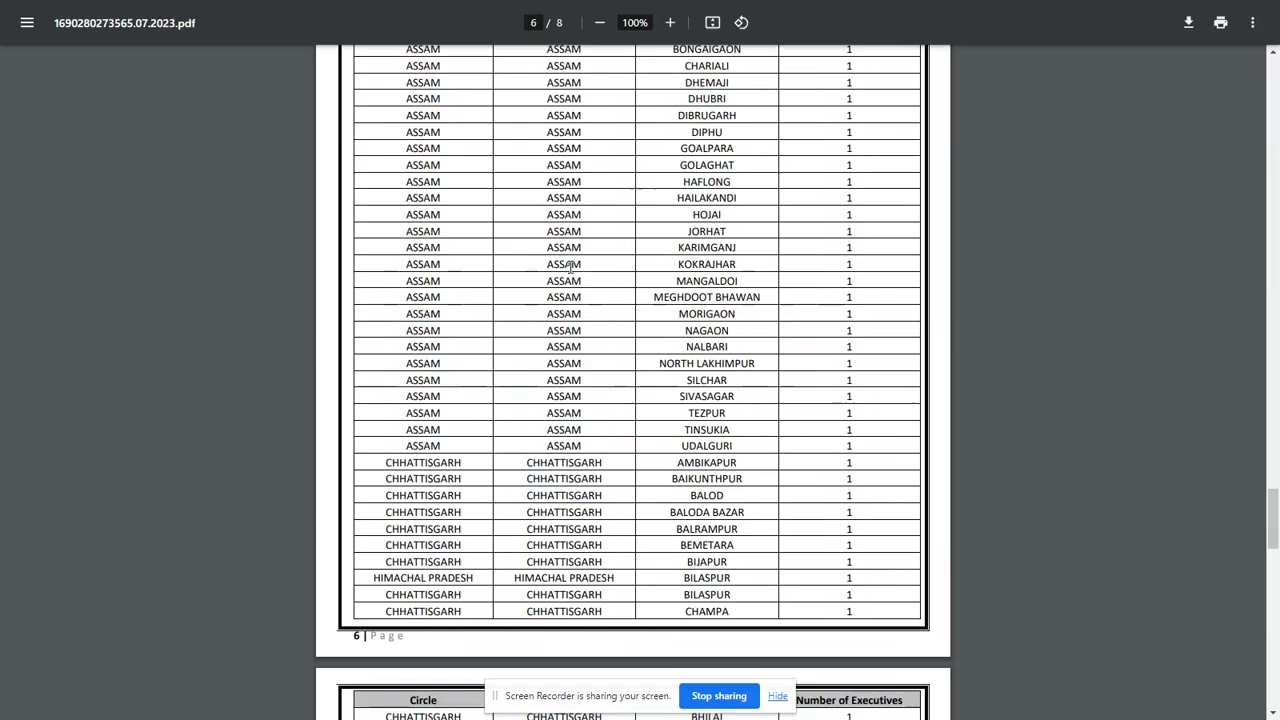 1690280273565.07.2023.pdf 6 / 8 100%
ASSAM ASSAM BONGAIGAON 1
ASSAM ASSAM CHARIALI 1
ASSAM ASSAM DHEMAJI 1
ASSAM ASSAM DHUBRI 1
ASSAM ASSAM DIBRUGARH 1
ASSAM ASSAM DIPHU 1
ASSAM ASSAM GOALPARA 1
ASSAM ASSAM GOLAGHAT 1
ASSAM ASSAM HAFLONG 1
ASSAM ASSAM HAILAKANDI 1
ASSAM ASSAM HOJAI 1
ASSAM ASSAM JORHAT 1
ASSAM ASSAM KARIMGANJ 1
ASSAM ASSAM KOKRAJHAR 1
ASSAM ASSAM MANGALDOI 1
ASSAM ASSAM MEGHDOOT BHAWAN 1
ASSAM ASSAM MORIGAON 1
ASSAM ASSAM NAGAON 1
ASSAM ASSAM NALBARI 1
ASSAM ASSAM NORTH LAKHIMPUR 1
ASSAM ASSAM SILCHAR 1
ASSAM ASSAM SIVASAGAR 1
ASSAM ASSAM TEZPUR 1
ASSAM ASSAM TINSUKIA 1
ASSAM ASSAM UDALGURI 1
CHHATTISGARH CHHATTISGARH AMBIKAPUR 1
CHHATTISGARH CHHATTISGARH BAIKUNTHPUR 1
CHHATTISGARH CHHATTISGARH BALOD 1
CHHATTISGARH CHHATTISGARH BALODA BAZAR 1
CHHATTISGARH CHHATTISGARH BALRAMPUR 1
CHHATTISGARH CHHATTISGARH BEMETARA 1
CHHATTISGARH CHHATTISGARH BIJAPUR 1
HIMACHAL PRADESH HIMACHAL PRADESH BILASPUR 1
CHHATTISGARH CHHATTISGARH BILASPUR 1
CHHATTISGARH CHHATTISGARH CHAMPA 1
6 | Page
Screen Recorder is sharing your screen. Stop sharing Hide
Circle Number of Executives
CHHATTISGARH CHHATTISGARH BHILAI 1